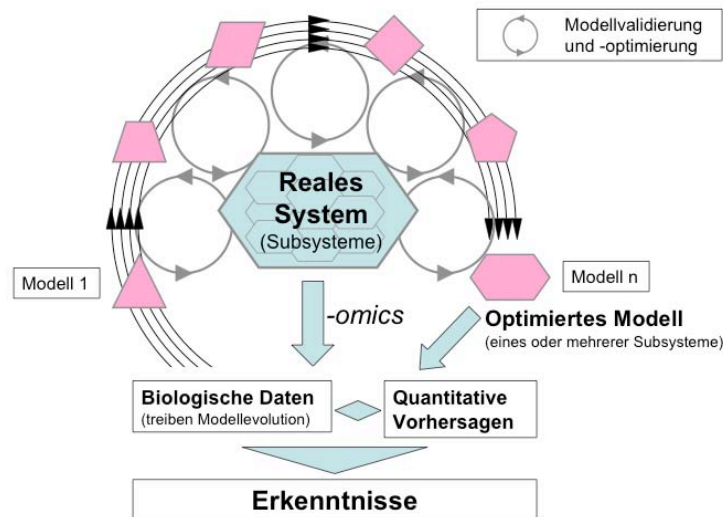 Modellvalidierung
und -optimierung
Reales
System
(Subsysteme)
Modell 1
Modell n
-omics
Optimiertes Modell
(eines oder mehrerer Subsysteme)
Biologische Daten
(treiben Modellevolution)
Quantitative
Vorhersagen
Erkenntnisse